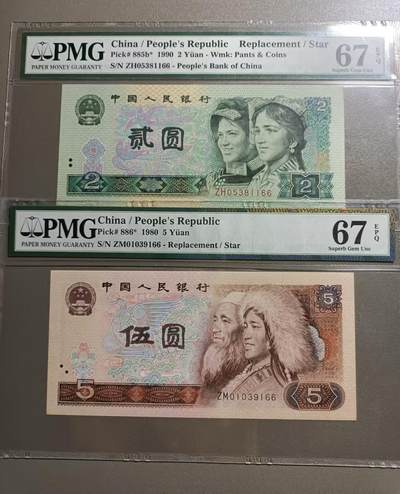 PMG
PAPER MONEY GUARANTY
China / People's Republic Replacement / Star
Pick# 885b* 1990 2 Yüan - Wmk: Pants & Coins
S/N ZH05381166 - People's Bank of China
67 EPQ
Superb Gem Unc
中国人民银行
贰圆
ZH05381166
2
2
PMG
PAPER MONEY GUARANTY
China / People's Republic
Pick# 886* 1980 5 Yüan
S/N ZM01039166 - Replacement / Star
67 EPQ
Superb Gem Unc
中国人民银行
5
伍圆
ZM01039166
5
5